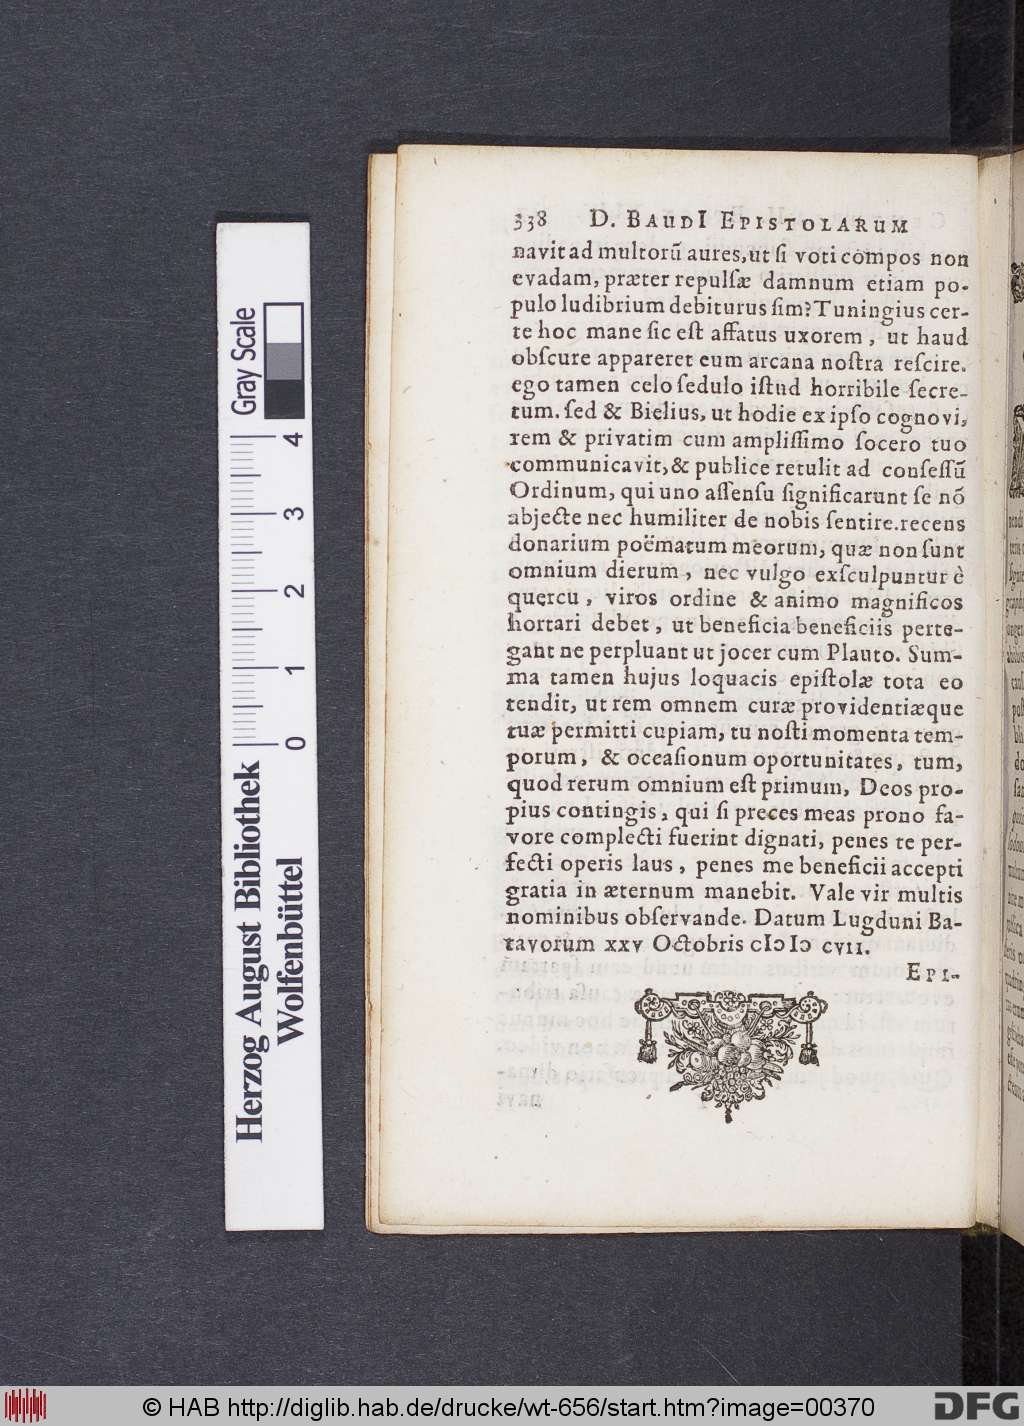 338 D. BAUDI EPISTOLARUM
navit ad multorũ aures, ut ſi voti compos non
evadam, præter repulſæ damnum etiam po-
pulo ludibrium debiturus ſim? Tuningius cer-
te hoc mane ſic eſt affatus uxorem, ut haud
obſcure appareret eum arcana noſtra reſcire.
ego tamen celo ſedulo iſtud horribile ſecre-
tum. ſed & Bielius, ut hodie ex ipſo cognovi,
rem & privatim cum ampliſſimo ſocero tuo
communicavit, & publice retulit ad conſeſſũ
Ordinum, qui uno aſſenſu ſignificarunt ſe nõ
abjecte nec humiliter de nobis ſentire. recens
donarium poëmatum meorum, quæ non ſunt
omnium dierum, nec vulgo exſculpuntur è
quercu, viros ordine & animo magnificos
hortari debet, ut beneficia beneficiis perte-
gant ne perpluant ut jocer cum Plauto. Sum-
ma tamen hujus loquacis epiſtolæ tota eo
tendit, ut rem omnem curæ providentiæque
tuæ permitti cupiam, tu noſti momenta tem-
porum, & occaſionum oportunitates, tum,
quod rerum omnium eſt primum, Deos pro-
pius contingis, qui ſi preces meas prono fa-
vore complecti fuerint dignati, penes te per-
fecti operis laus, penes me beneficii accepti
gratia in æternum manebit. Vale vir multis
nominibus obſervande. Datum Lugduni Ba-
tavorum xxv Octobris cIↄ Iↄ cvii.
EPI-
Gray Scale
4
3
2
1
0
Herzog August Bibliothek
Wolfenbüttel
© HAB http://diglib.hab.de/drucke/wt-656/start.htm?image=00370
DFG